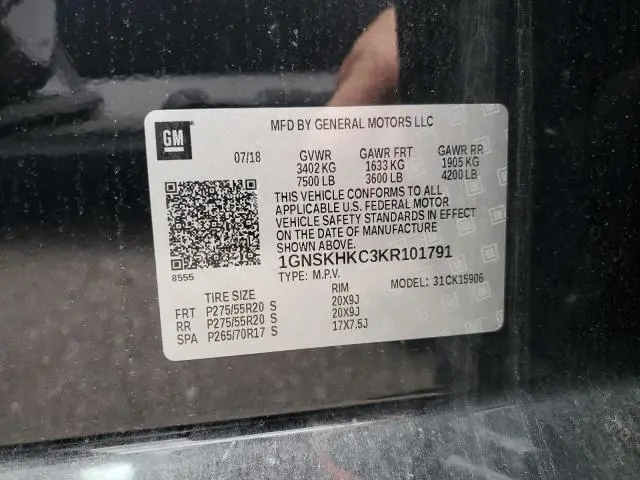 GM
MFD BY GENERAL MOTORS LLC
07/18 GVWR GAWR FRT GAWR RR
3402 KG 1633 KG 1905 KG
7500 LB 3600 LB 4200 LB
THIS VEHICLE CONFORMS TO ALL
APPLICABLE U.S. FEDERAL MOTOR
VEHICLE SAFETY STANDARDS IN EFFECT
ON THE DATE OF MANUFACTURE
SHOWN ABOVE.
1GNSKHKC3KR101791
8555
TYPE: M.P.V. MODEL: 31CK15906
TIRE SIZE RIM
FRT P275/55R20 S 20X9J
RR P275/55R20 S 20X9J
SPA P265/70R17 S 17X7.5J